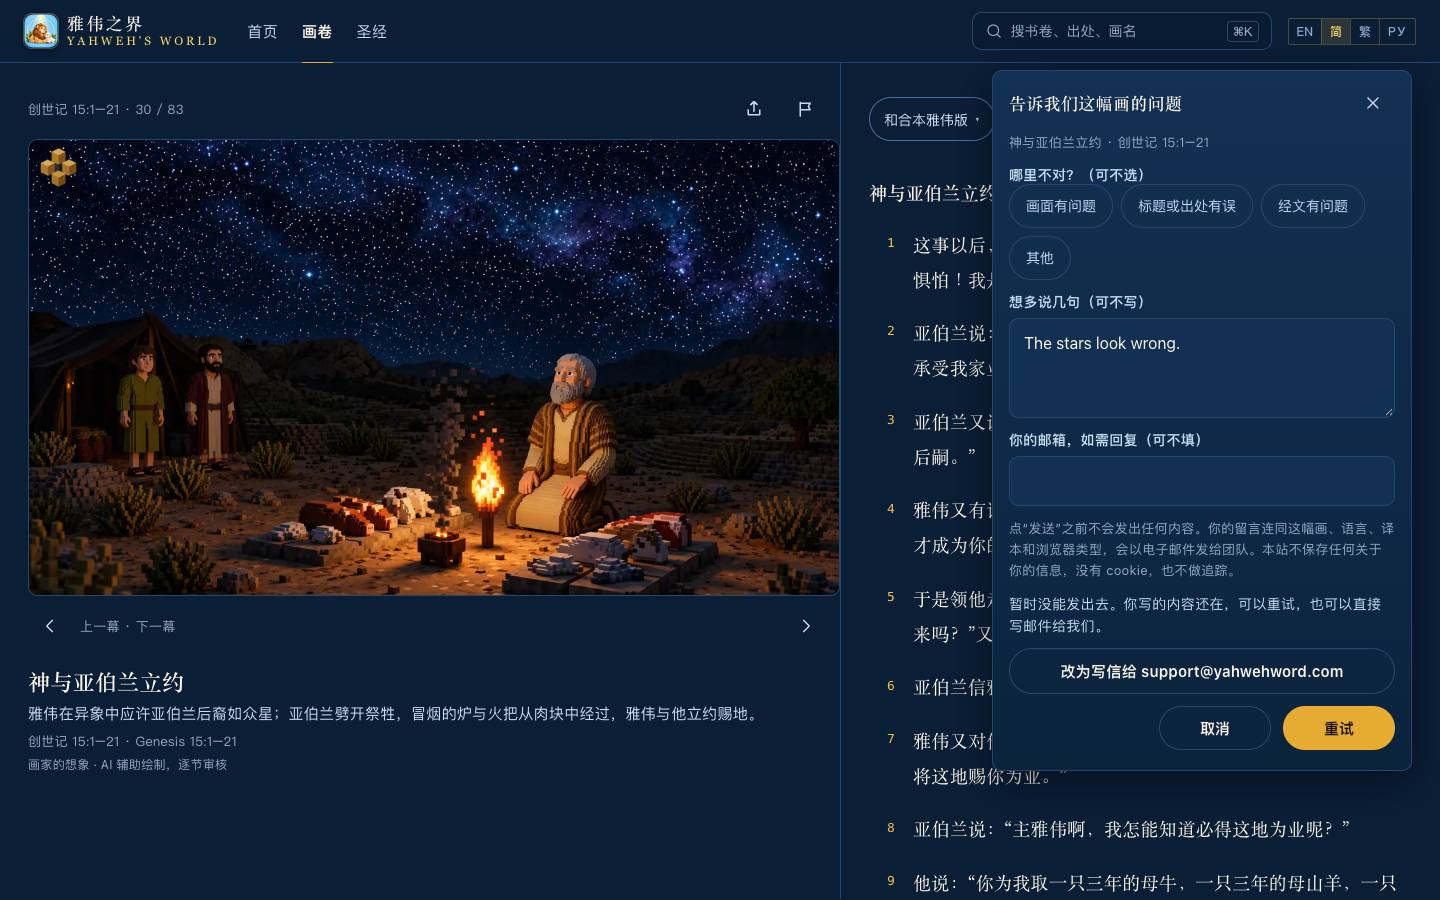 雅伟之界
YAHWEH'S WORLD
首页
画卷
圣经
搜书卷、出处、画名
⌘K
EN
简
繁
РУ
创世记 15:1–21 · 30 / 83
上一幕 · 下一幕
神与亚伯兰立约
雅伟在异象中应许亚伯兰后裔如众星；亚伯兰劈开祭牲，冒烟的炉与火把从肉块中经过，雅伟与他立约赐地。
创世记 15:1–21 · Genesis 15:1–21
画家的想象 · AI 辅助绘制，逐节审核
和合本雅伟版
神与亚伯兰立约
1 这事以后，
惧怕！我
2 亚伯兰说：
承受我家
3 亚伯兰又
后嗣。”
4 雅伟又有
才成为你的
5 于是领他
来吗？”又
6 亚伯兰信
7 雅伟又对
将这地赐你为业。”
8 亚伯兰说：“主雅伟啊，我怎能知道必得这地为业呢？”
9 他说：“你为我取一只三年的母牛，一只三年的母山羊，一只
告诉我们这幅画的问题
神与亚伯兰立约 · 创世记 15:1–21
哪里不对？（可不选）
画面有问题
标题或出处有误
经文有问题
其他
想多说几句（可不写）
The stars look wrong.
你的邮箱，如需回复（可不填）
点“发送”之前不会发出任何内容。你的留言连同这幅画、语言、译
本和浏览器类型，会以电子邮件发给团队。本站不保存任何关于
你的信息，没有 cookie，也不做追踪。
暂时没能发出去。你写的内容还在，可以重试，也可以直接
写邮件给我们。
改为写信给 support@yahwehword.com
取消
重试